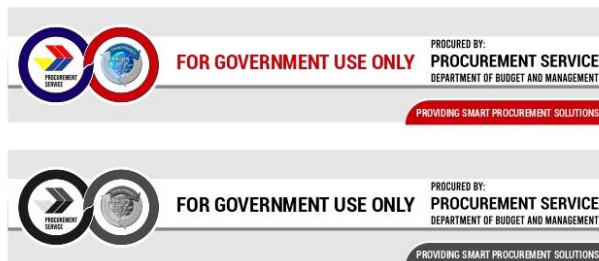 PROCUREMENT
SERVICE
FOR GOVERNMENT USE ONLY
PROCURED BY:
PROCUREMENT SERVICE
DEPARTMENT OF BUDGET AND MANAGEMENT
PROVIDING SMART PROCUREMENT SOLUTIONS
PROCUREMENT
SERVICE
FOR GOVERNMENT USE ONLY
PROCURED BY:
PROCUREMENT SERVICE
DEPARTMENT OF BUDGET AND MANAGEMENT
PROVIDING SMART PROCUREMENT SOLUTIONS